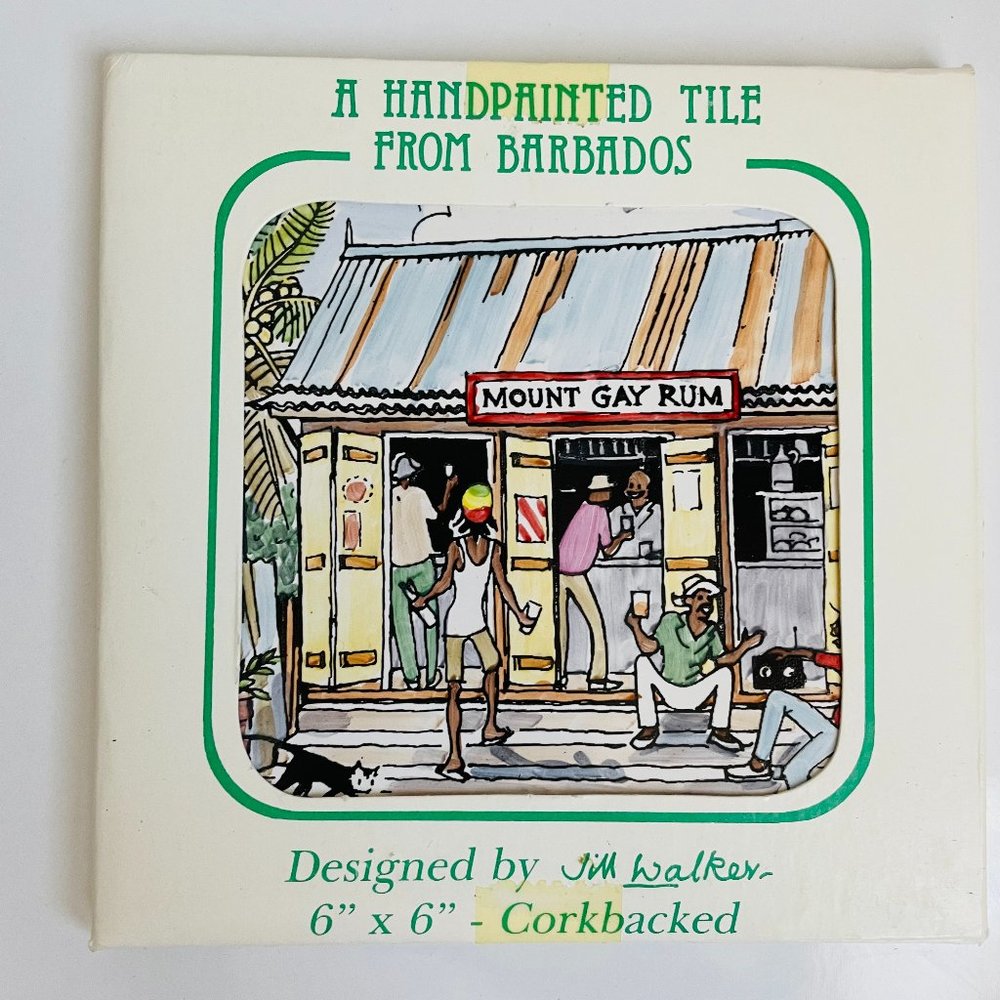 A HANDPAINTED TILE
FROM BARBADOS
MOUNT GAY RUM
Designed by Jill Walker
6” x 6” - Corkbacked